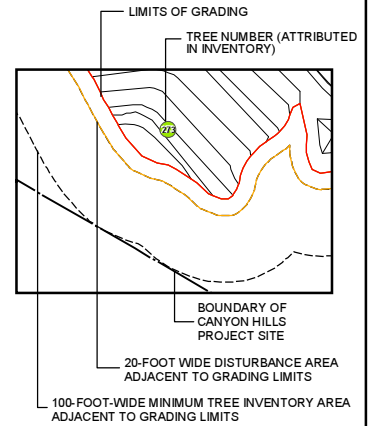 LIMITS OF GRADING
TREE NUMBER (ATTRIBUTED
IN INVENTORY)
273
BOUNDARY OF
CANYON HILLS
PROJECT SITE
20-FOOT WIDE DISTURBANCE AREA
ADJACENT TO GRADING LIMITS
100-FOOT-WIDE MINIMUM TREE INVENTORY AREA
ADJACENT TO GRADING LIMITS